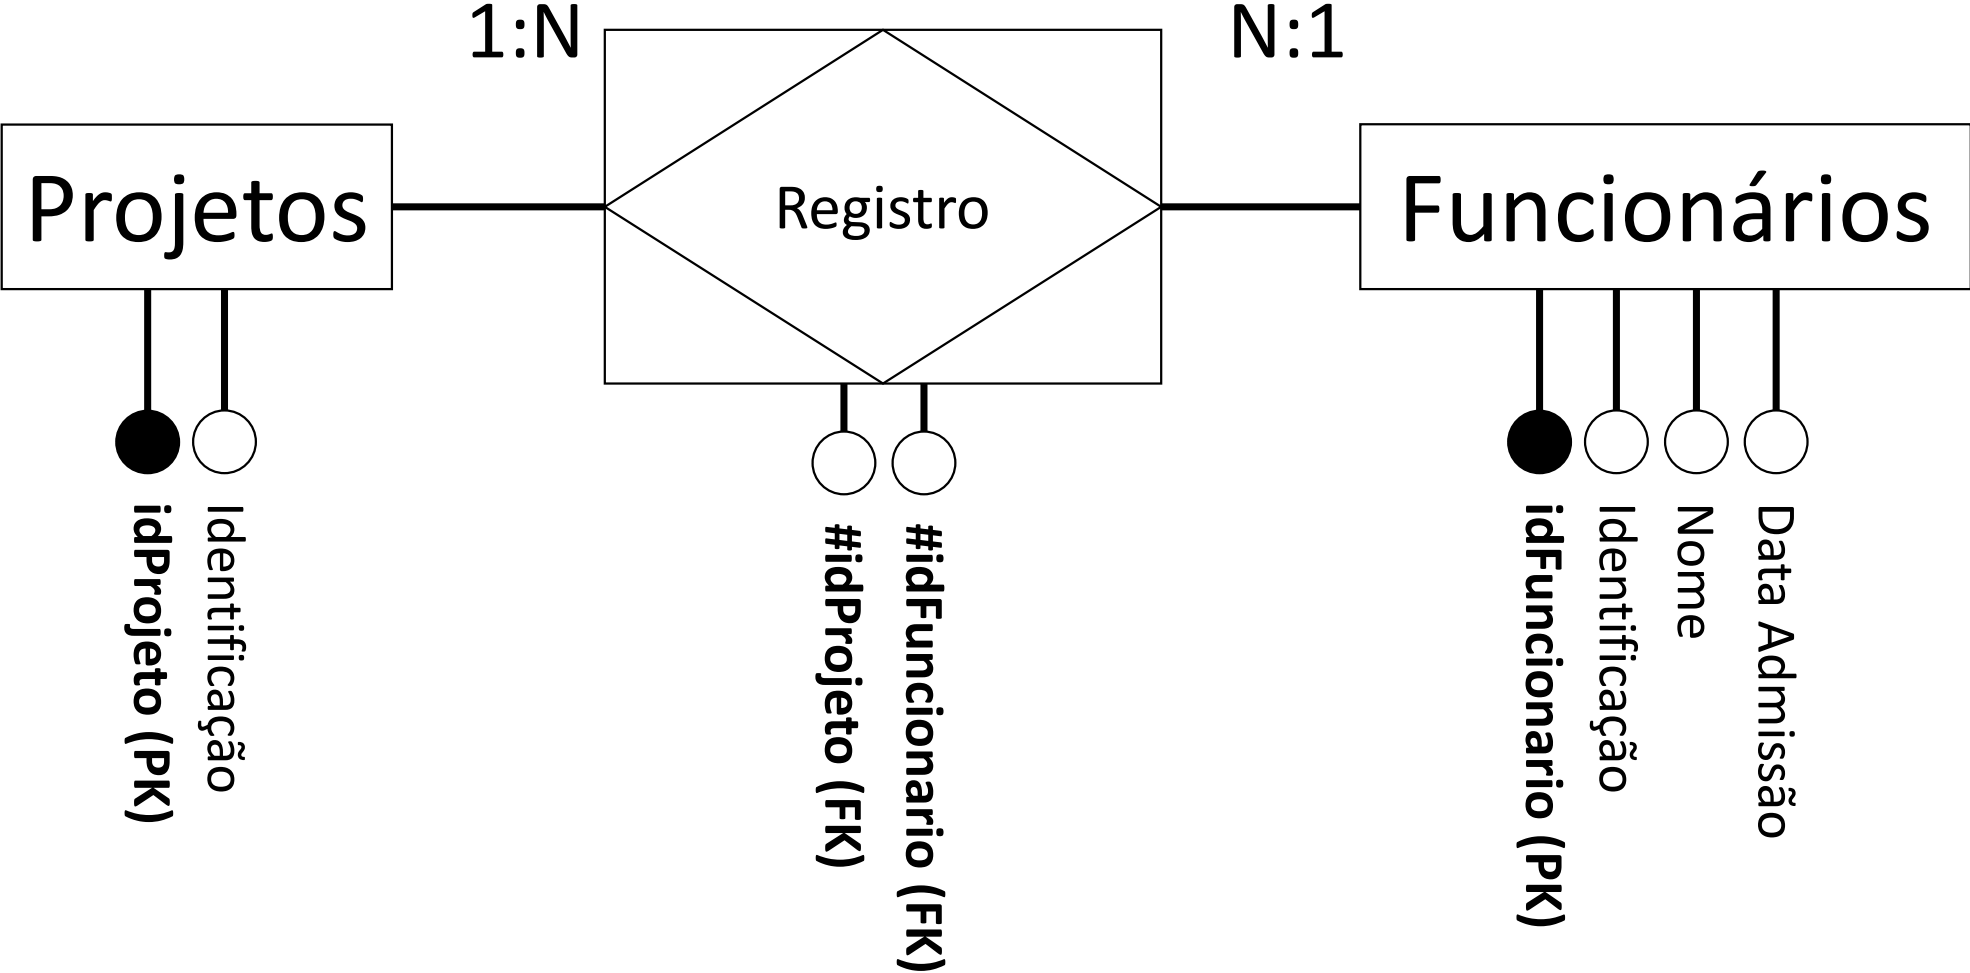 1:N
N:1
Projetos
Registro
Funcionários
idProjeto (PK)
Identificação
#idProjeto (FK)
#idFuncionario (FK)
idFuncionario (PK)
Identificação
Nome
Data Admissão